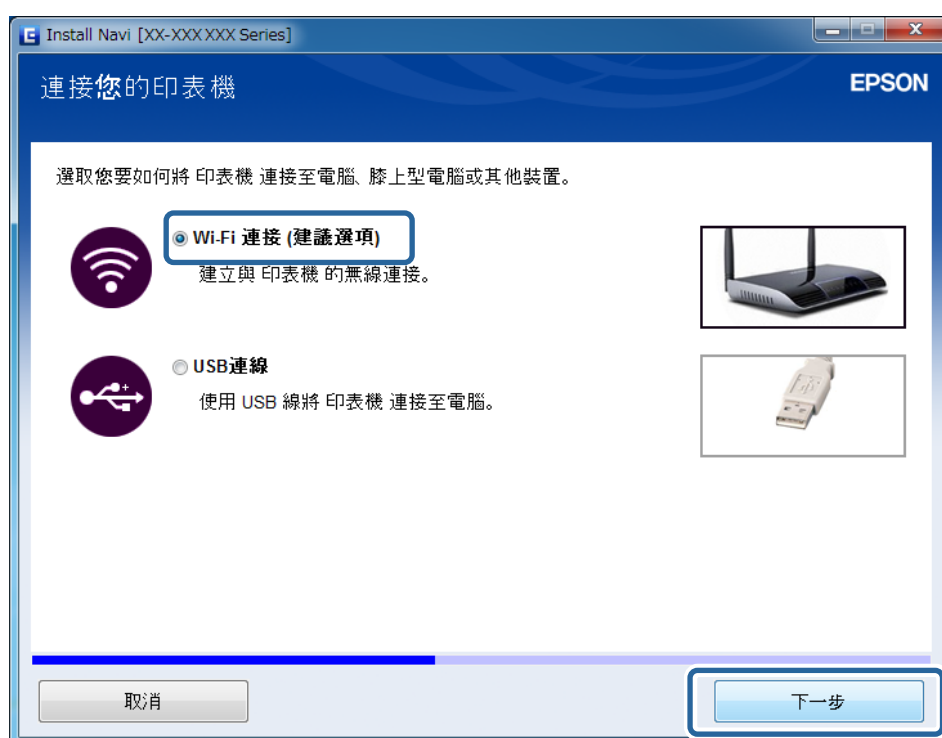 Install Navi [XX-XXXXXX Series]
連接您的印表機
EPSON
選取您要如何將 印表機 連接至電腦、膝上型電腦或其他裝置。
Wi-Fi 連接 (建議選項)
建立與 印表機 的無線連接。
USB連線
使用 USB 線將 印表機 連接至電腦。
取消
下一步